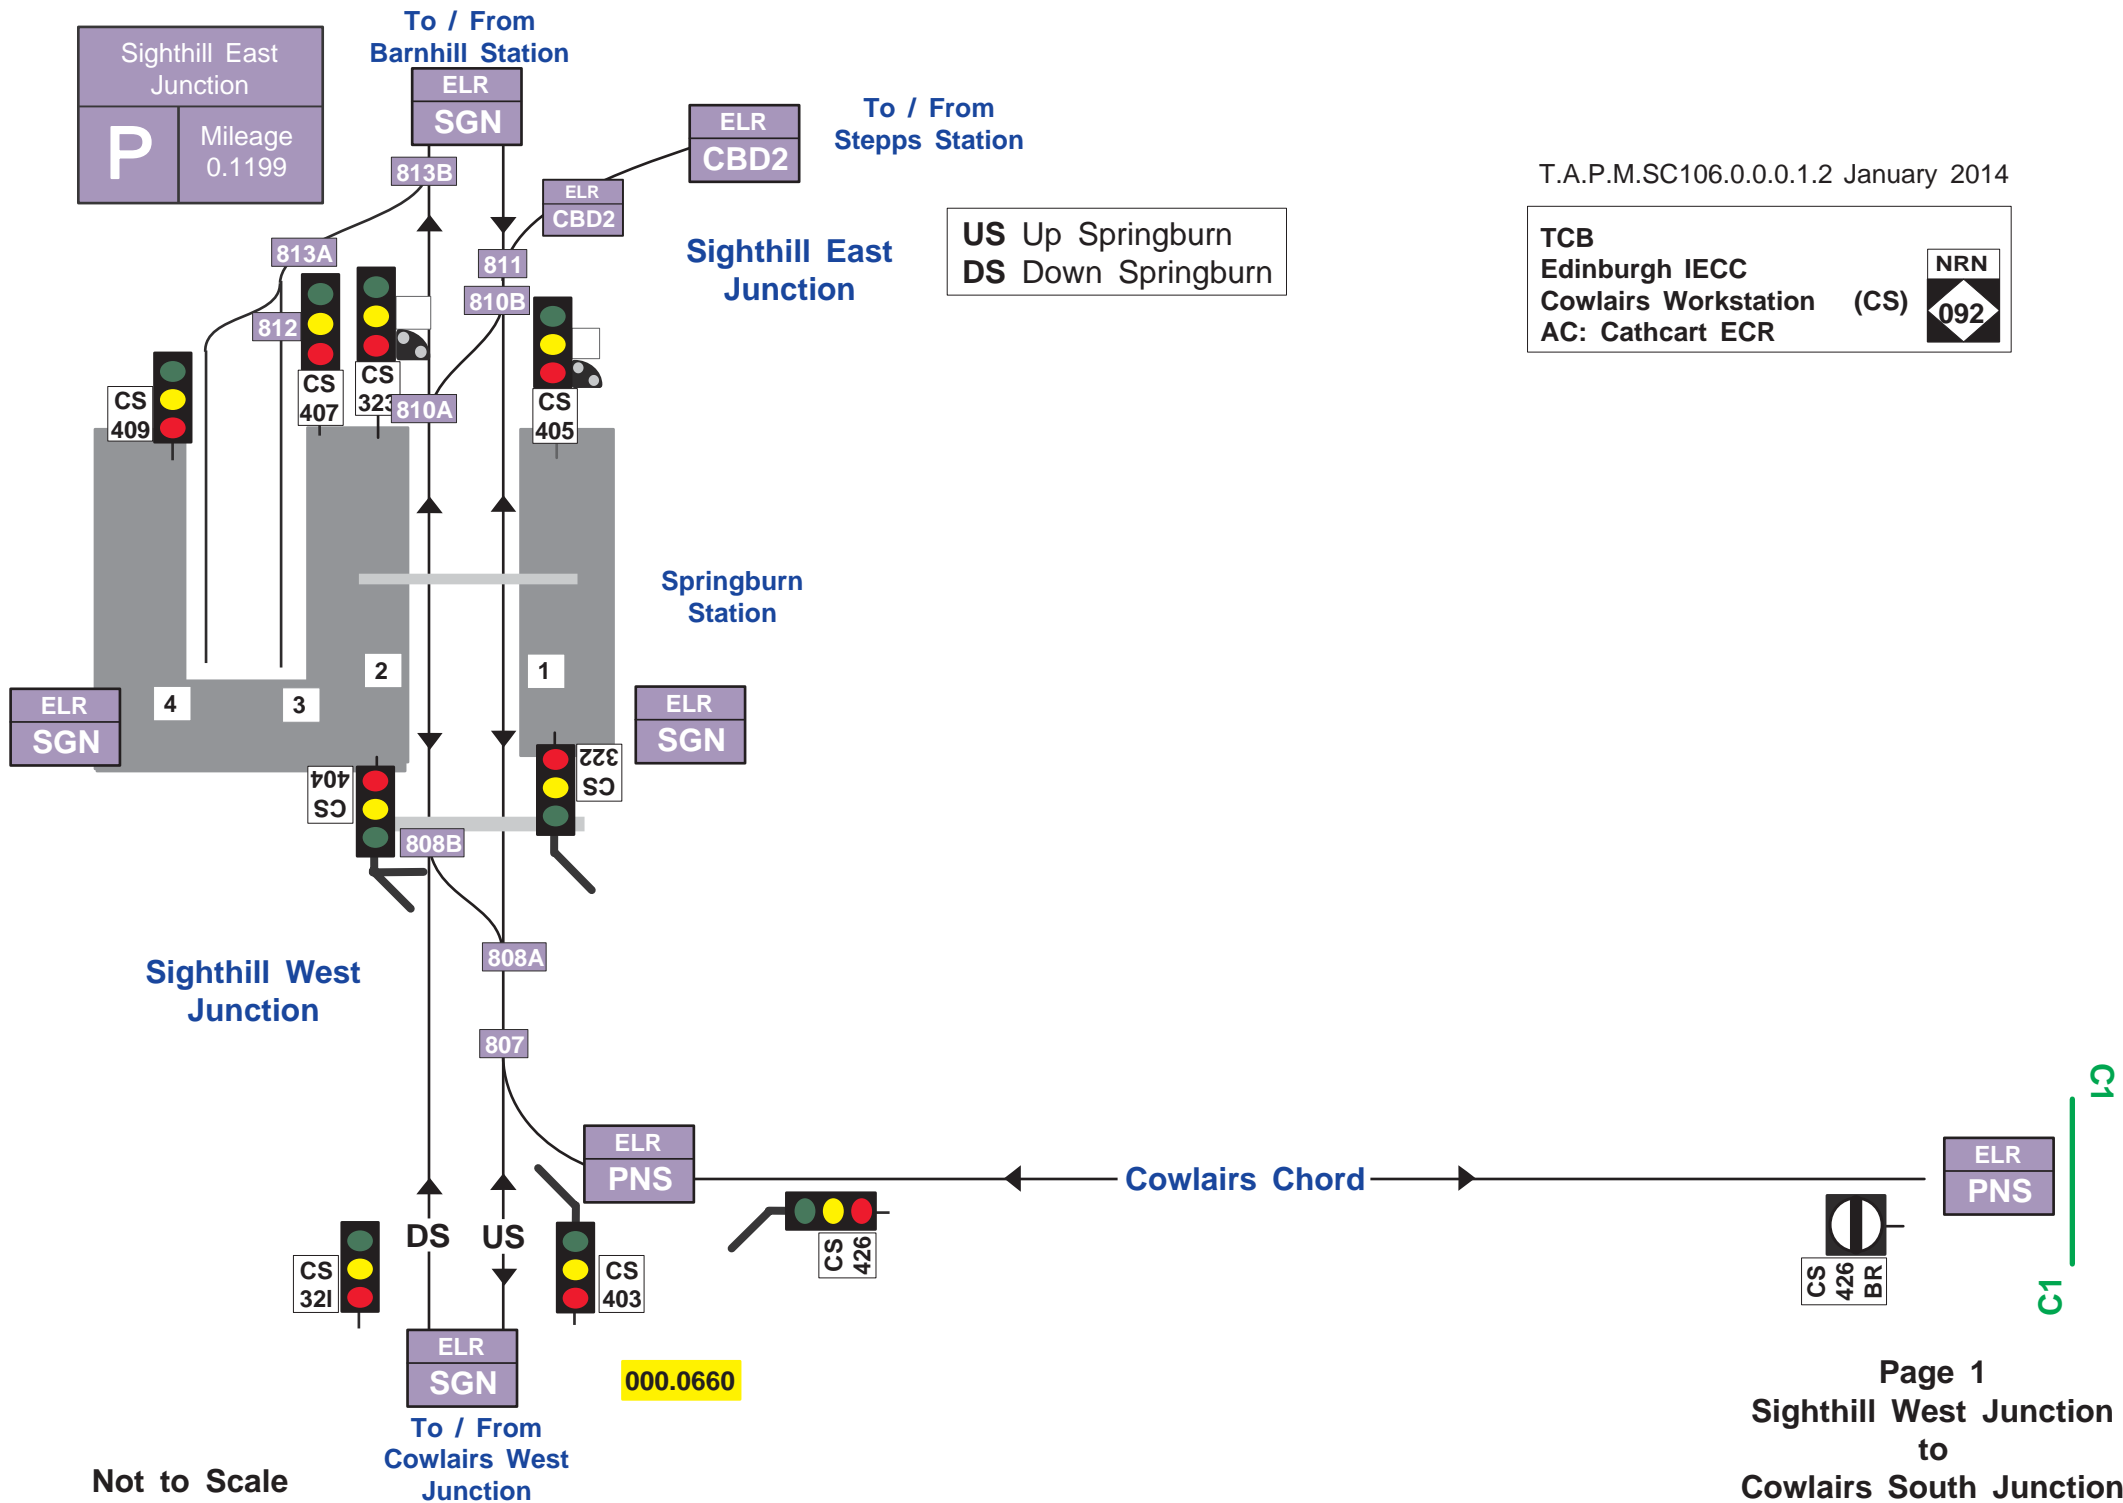 To / From
Barnhill Station
Sighthill East
Junction
P
Mileage
0.1199
ELR
SGN
ELR
CBD2
To / From
Stepps Station
T.A.P.M.SC106.0.0.0.1.2 January 2014
813B
ELR
CBD2
US Up Springburn
DS Down Springburn
TCB
Edinburgh IECC
Cowlairs Workstation (CS)
AC: Cathcart ECR
NRN
092
813A
811
Sighthill East
Junction
810B
812
CS
409
CS
407
CS
323
810A
CS
405
Springburn
Station
2
1
4
3
ELR
SGN
ELR
SGN
CS
404
CS
322
808B
808A
Sighthill West
Junction
807
ELR
PNS
Cowlairs Chord
ELR
PNS
C1
C1
DS
US
CS
32I
CS
403
CS
426
CS
426
BR
ELR
SGN
000.0660
To / From
Cowlairs West
Junction
Not to Scale
Page 1
Sighthill West Junction
to
Cowlairs South Junction